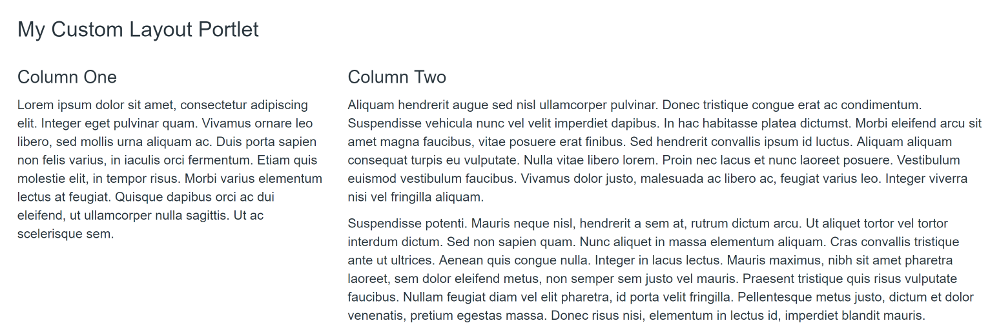 My Custom Layout Portlet
Column One
Lorem ipsum dolor sit amet, consectetur adipiscing
elit. Integer eget pulvinar quam. Vivamus ornare leo
libero, sed mollis urna aliquam ac. Duis porta sapien
non felis varius, in iaculis orci fermentum. Etiam quis
molestie elit, in tempor risus. Morbi varius elementum
lectus at feugiat. Quisque dapibus orci ac dui
eleifend, ut ullamcorper nulla sagittis. Ut ac
scelerisque sem.
Column Two
Aliquam hendrerit augue sed nisl ullamcorper pulvinar. Donec tristique congue erat ac condimentum.
Suspendisse vehicula nunc vel velit imperdiet dapibus. In hac habitasse platea dictumst. Morbi eleifend arcu sit
amet magna faucibus, vitae posuere erat finibus. Sed hendrerit convallis ipsum id luctus. Aliquam aliquam
consequat turpis eu vulputate. Nulla vitae libero lorem. Proin nec lacus et nunc laoreet posuere. Vestibulum
euismod vestibulum faucibus. Vivamus dolor justo, malesuada ac libero ac, feugiat varius leo. Integer viverra
nisi vel fringilla aliquam.
Suspendisse potenti. Mauris neque nisl, hendrerit a sem at, rutrum dictum arcu. Ut aliquet tortor vel tortor
interdum dictum. Sed non sapien quam. Nunc aliquet in massa elementum aliquam. Cras convallis tristique
ante ut ultrices. Aenean quis congue nulla. Integer in lacus lectus. Mauris maximus, nibh sit amet pharetra
laoreet, sem dolor eleifend metus, non semper sem justo vel mauris. Praesent tristique quis risus vulputate
faucibus. Nullam feugiat diam vel elit pharetra, id porta velit fringilla. Pellentesque metus justo, dictum et dolor
venenatis, pretium egestas massa. Donec risus nisi, elementum in lectus id, imperdiet blandit mauris.